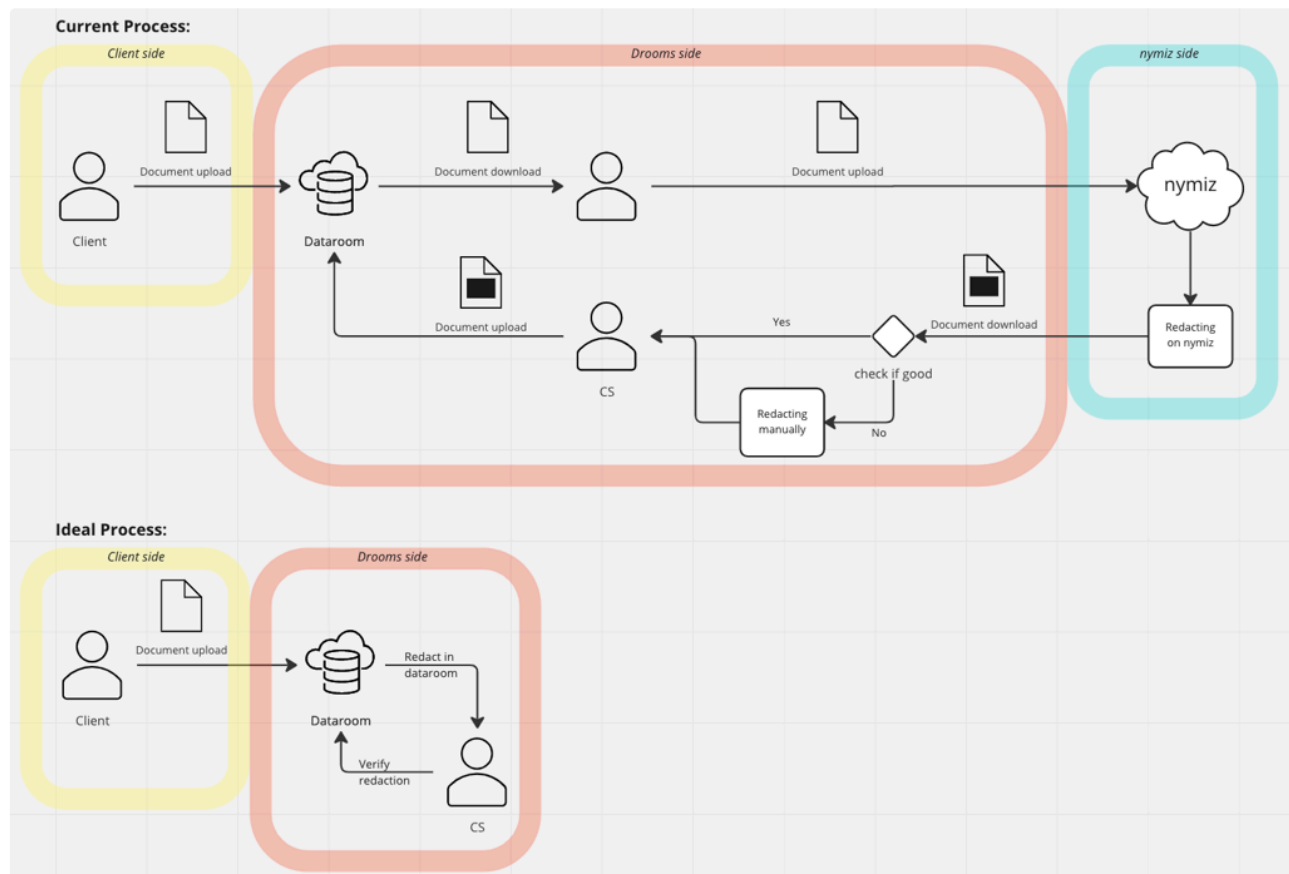 Current Process:
Client side
Drooms side
nymiz side
Document upload
Document download
Document upload
nymiz
Client
Dataroom
Document upload
Yes
Document download
Redacting
on nymiz
check if good
CS
Redacting
manually
No
Ideal Process:
Client side
Drooms side
Document upload
Redact in
dataroom
Client
Dataroom
Verify
redaction
CS